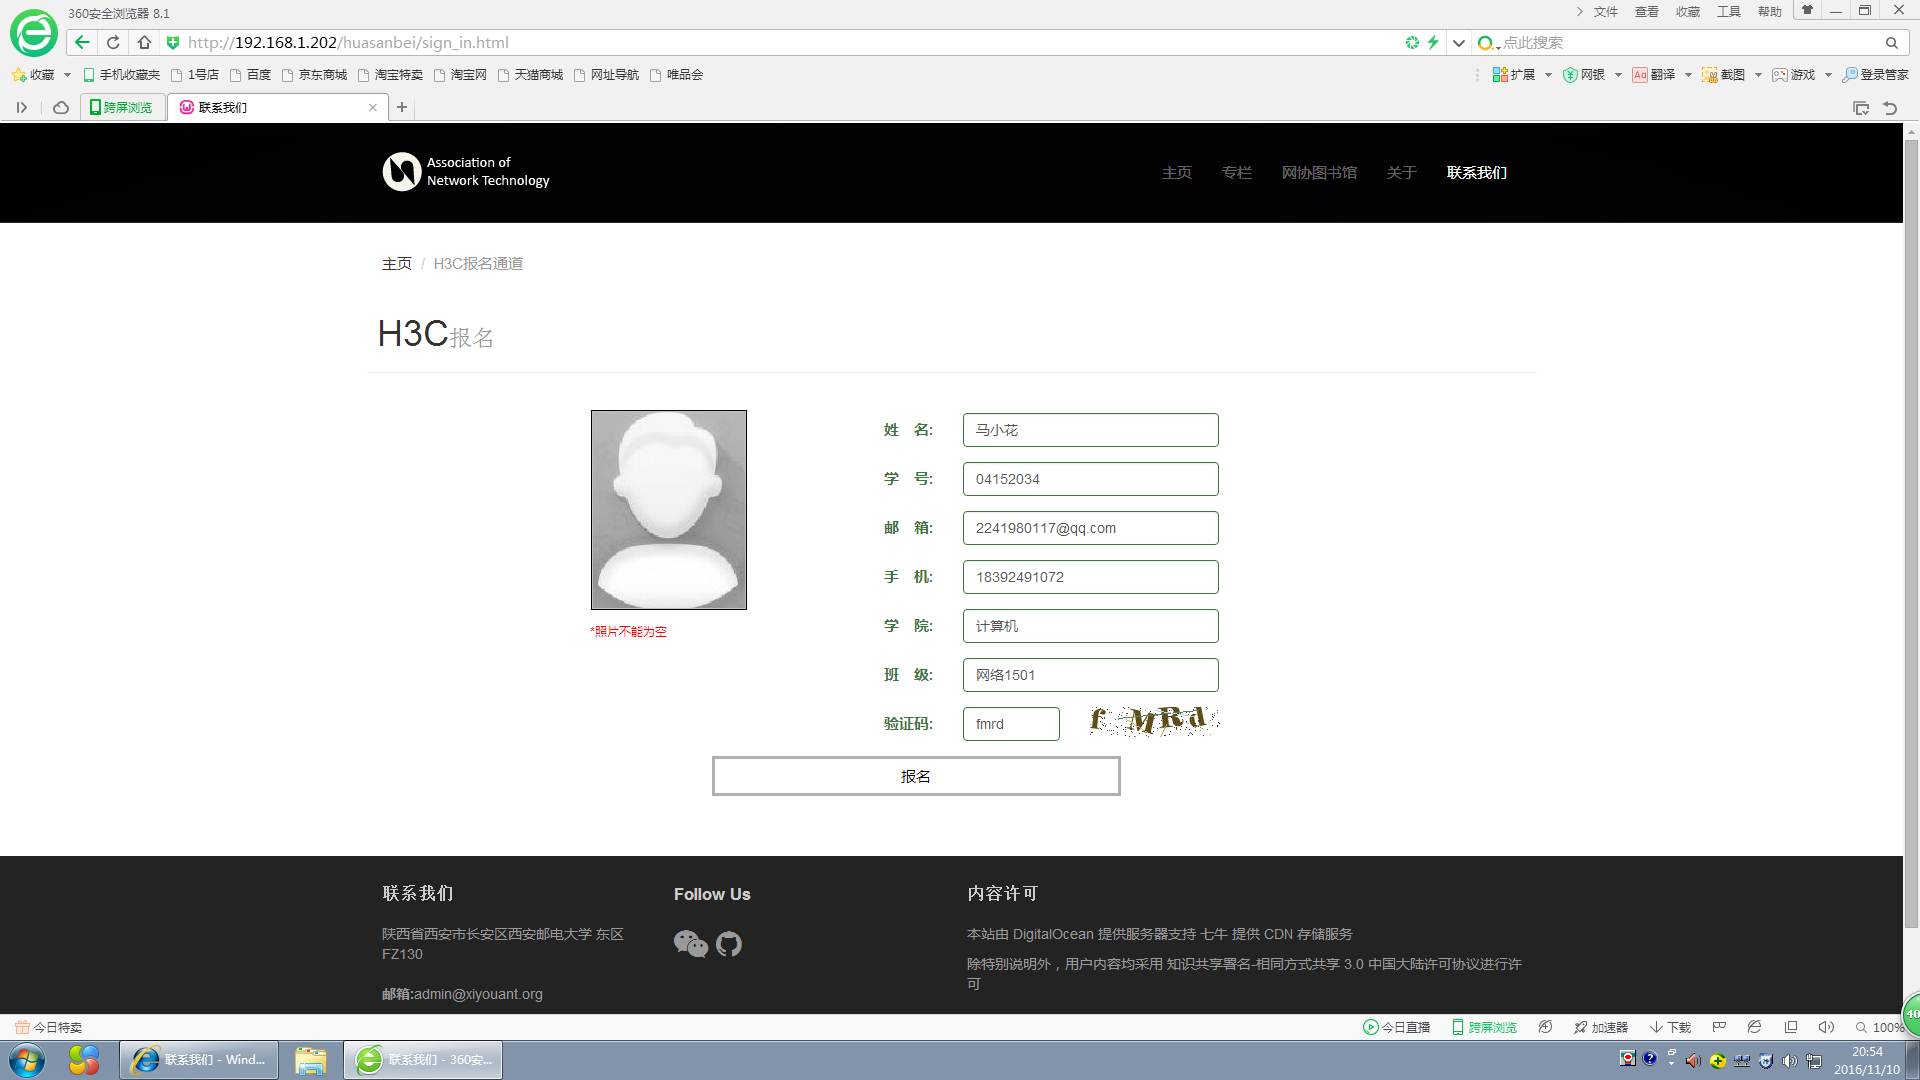 360安全浏览器 8.1
文件 查看 收藏 工具 帮助
http://192.168.1.202/huasanbei/sign_in.html
点此搜索
收藏 手机收藏夹 1号店 百度 京东商城 淘宝特卖 淘宝网 天猫商城 网址导航 唯品会 扩展 网银 Aa 翻译 截图 游戏 登录管家
跨屏浏览 联系我们
Association of
Network Technology
主页 专栏 网协图书馆 关于 联系我们
主页 / H3C报名通道
H3C报名
姓 名: 马小花
学 号: 04152034
邮 箱: 2241980117@qq.com
手 机: 18392491072
学 院: 计算机
*照片不能为空
班 级: 网络1501
验证码: fmrd f MRd
报名
联系我们
陕西省西安市长安区西安邮电大学 东区
FZ130
邮箱:admin@xiyouant.org
Follow Us
内容许可
本站由 DigitalOcean 提供服务器支持 七牛 提供 CDN 存储服务
除特别说明外，用户内容均采用 知识共享署名-相同方式共享 3.0 中国大陆许可协议进行许
可
40
今日特卖 今日直播 跨屏浏览 加速器 下载 100%
联系我们 - Wind... 联系我们 - 360安...
20:54
2016/11/10